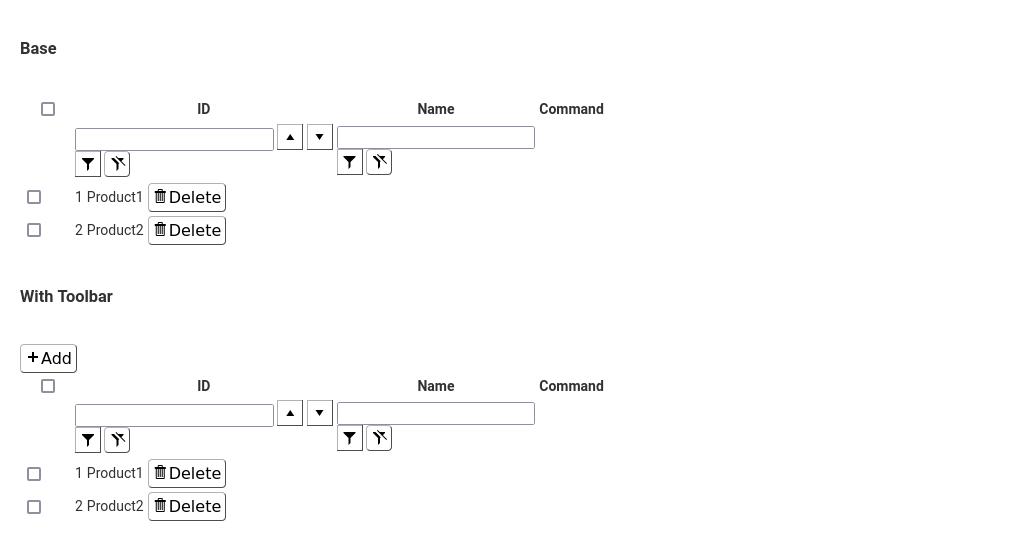 Base
ID Name Command
1 Product1 Delete
2 Product2 Delete
With Toolbar
Add
ID Name Command
1 Product1 Delete
2 Product2 Delete